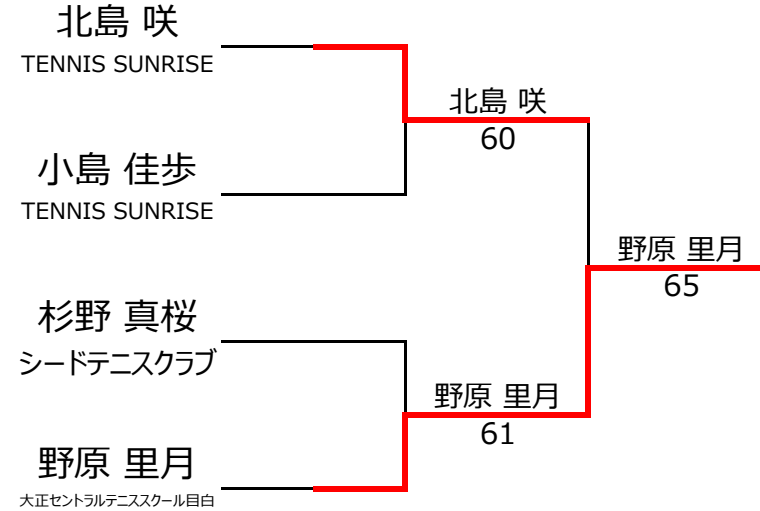 北島 咲
TENNIS SUNRISE
北島 咲
60
小島 佳歩
TENNIS SUNRISE
野原 里月
65
杉野 真桜
シードテニスクラブ
野原 里月
61
野原 里月
大正セントラルテニススクール目白